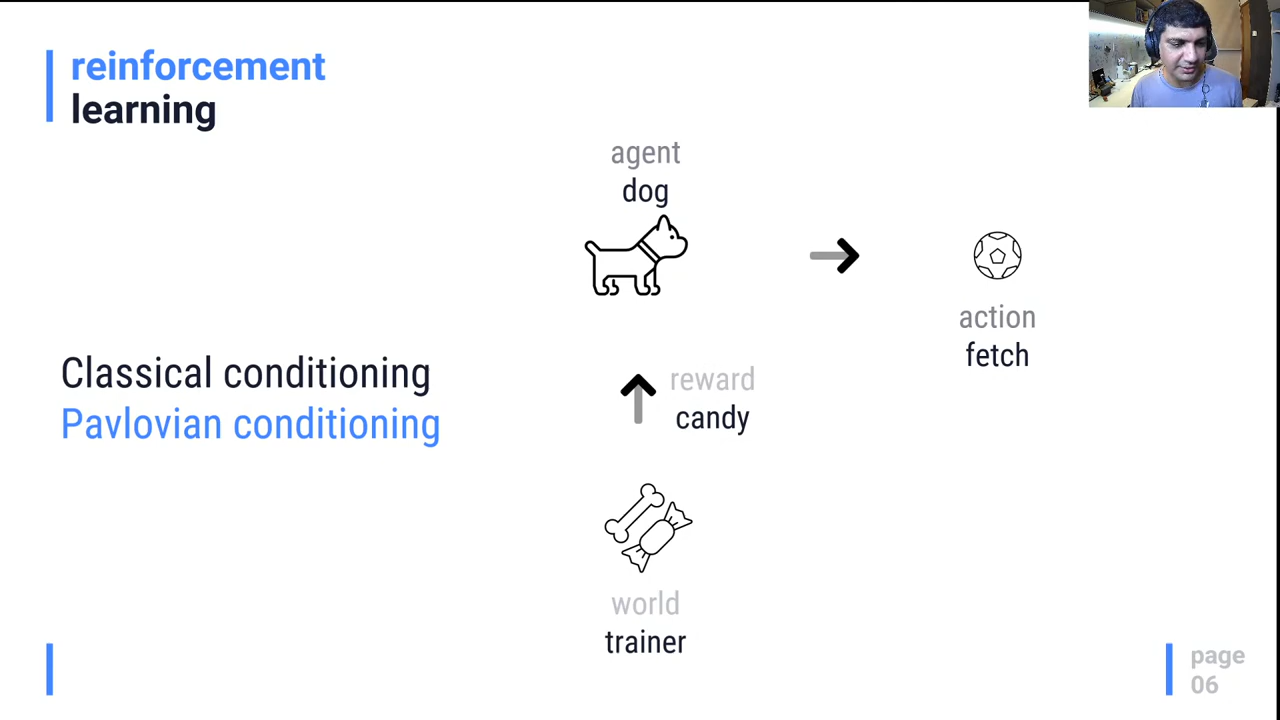 reinforcement
learning
agent
dog
action
fetch
Classical conditioning
Pavlovian conditioning
reward
candy
world
trainer
page
06